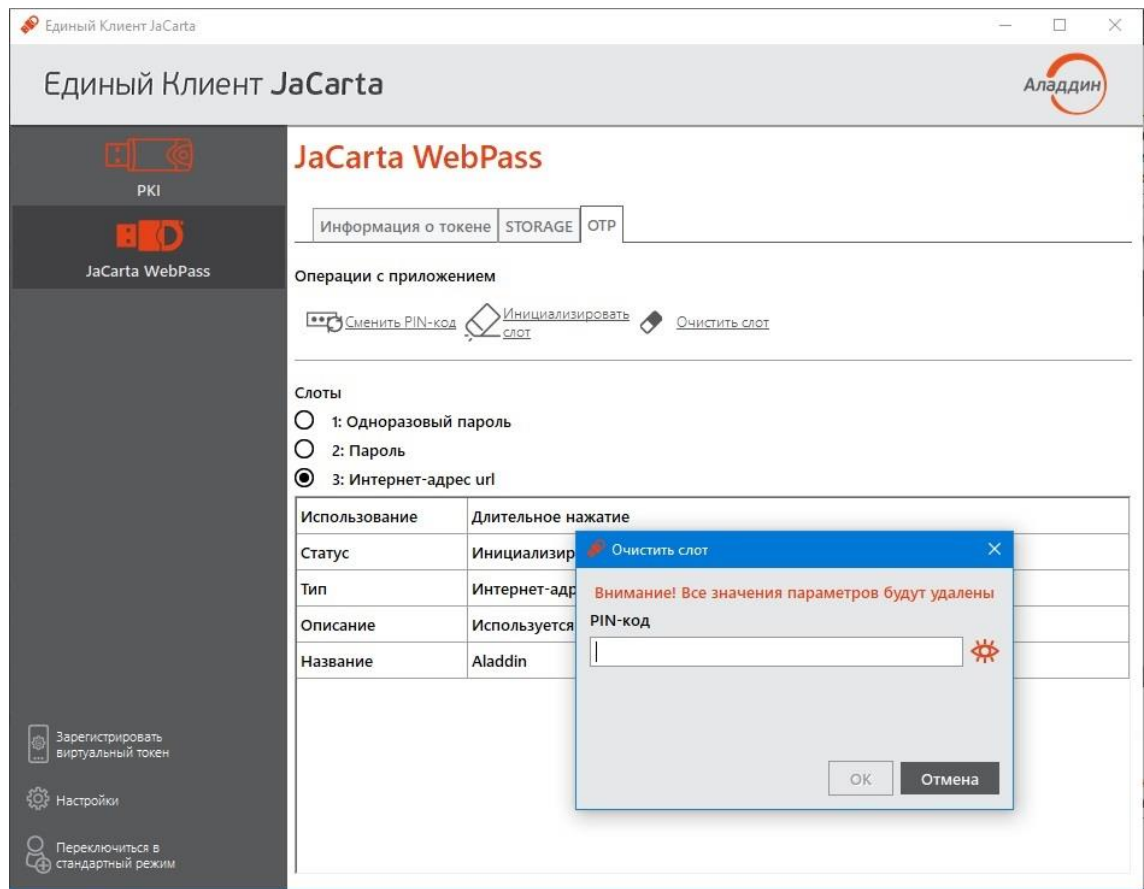 Единый Клиент JaCarta
Единый Клиент JaCarta
Аладдин
PKI
JaCarta WebPass
JaCarta WebPass
Информация о токене
STORAGE
OTP
Операции с приложением
Сменить PIN-код
Инициализировать
слот
Очистить слот
Слоты
1: Одноразовый пароль
2: Пароль
3: Интернет-адрес url
Использование Длительное нажатие
Статус Инициализир
Тип Интернет-адр
Описание Используется
Название Aladdin
Очистить слот
Внимание! Все значения параметров будут удалены
PIN-код
ОК Отмена
Зарегистрировать
виртуальный токен
Настройки
Переключиться в
стандартный режим